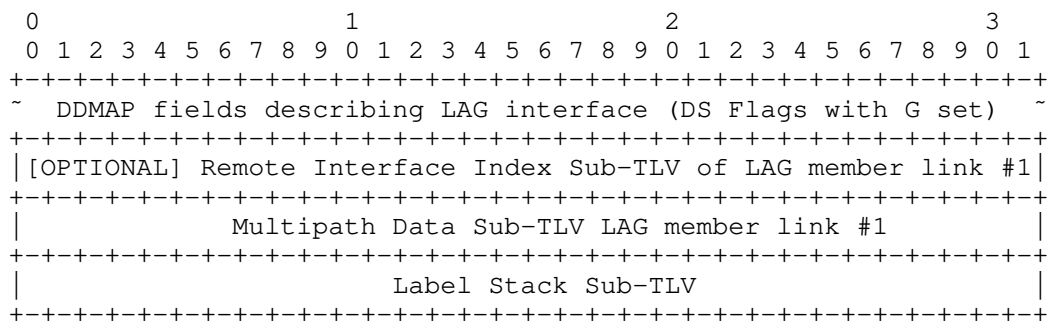 0                   1                   2                   3
 0 1 2 3 4 5 6 7 8 9 0 1 2 3 4 5 6 7 8 9 0 1 2 3 4 5 6 7 8 9 0 1
+-+-+-+-+-+-+-+-+-+-+-+-+-+-+-+-+-+-+-+-+-+-+-+-+-+-+-+-+-+-+-+-+
~  DDMAP fields describing LAG interface (DS Flags with G set)  ~
+-+-+-+-+-+-+-+-+-+-+-+-+-+-+-+-+-+-+-+-+-+-+-+-+-+-+-+-+-+-+-+-+
|[OPTIONAL] Remote Interface Index Sub-TLV of LAG member link #1|
+-+-+-+-+-+-+-+-+-+-+-+-+-+-+-+-+-+-+-+-+-+-+-+-+-+-+-+-+-+-+-+-+
|             Multipath Data Sub-TLV LAG member link #1         |
+-+-+-+-+-+-+-+-+-+-+-+-+-+-+-+-+-+-+-+-+-+-+-+-+-+-+-+-+-+-+-+-+
|                       Label Stack Sub-TLV                     |
+-+-+-+-+-+-+-+-+-+-+-+-+-+-+-+-+-+-+-+-+-+-+-+-+-+-+-+-+-+-+-+-+